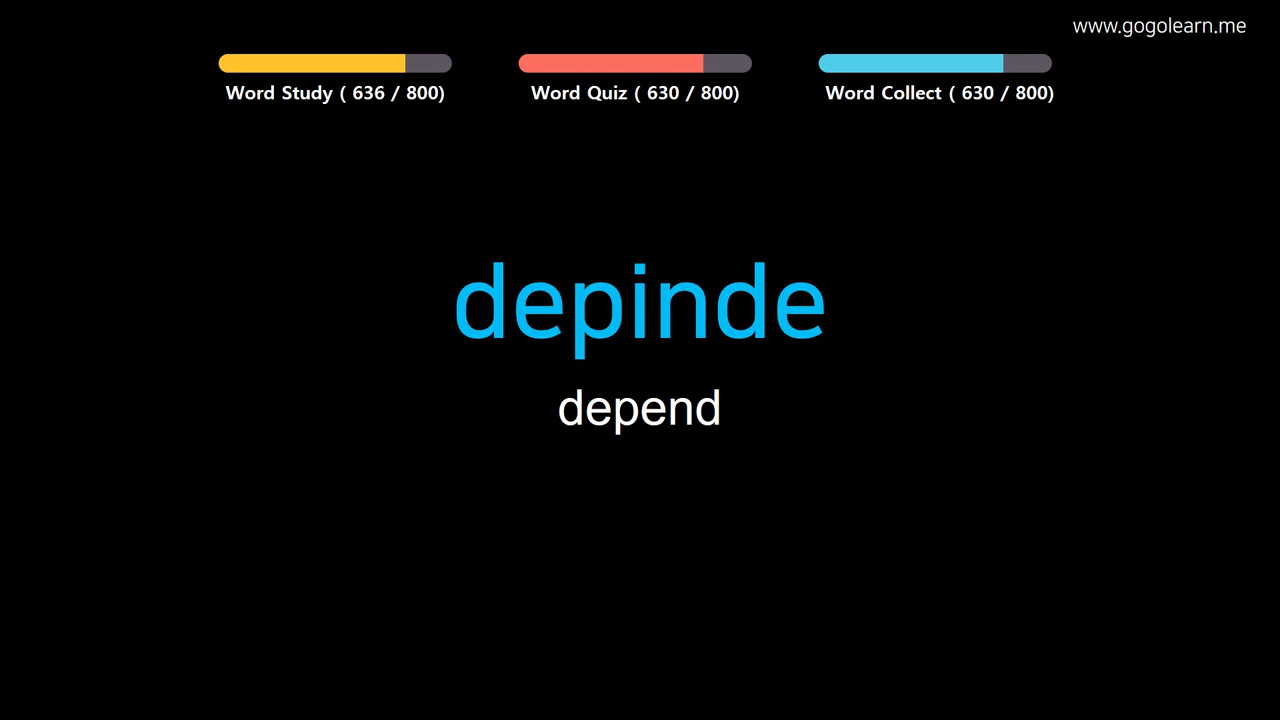 www.gogolearn.me
Word Study ( 636 / 800)
Word Quiz ( 630 / 800)
Word Collect ( 630 / 800)
depinde
depend